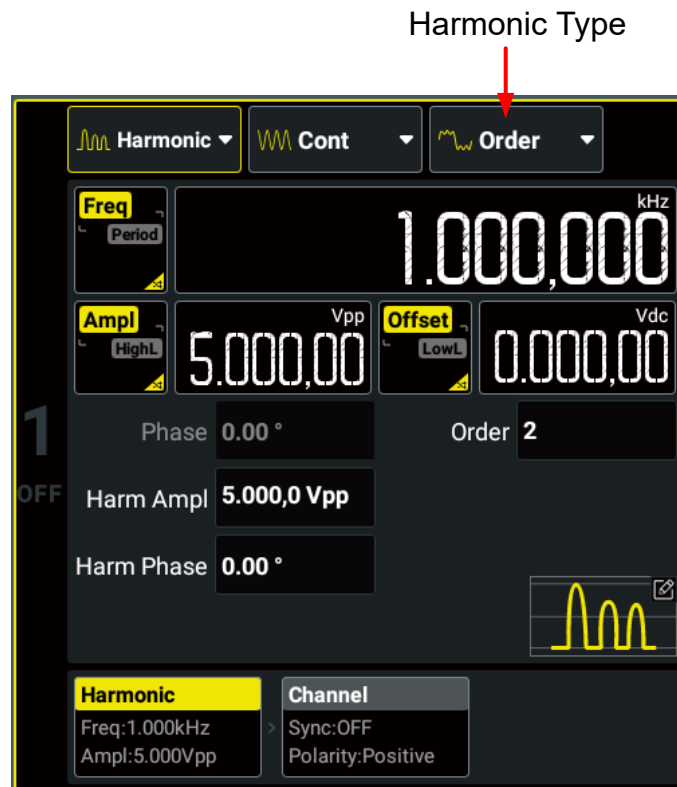 Harmonic Type
Harmonic Cont Order
Freq kHz
Period 1.000,000
Ampl Vpp Offset Vdc
HighL 5.000,00 LowL 0.000,00
1
OFF
Phase 0.00 ° Order 2
Harm Ampl 5.000,0 Vpp
Harm Phase 0.00 °
Harmonic Channel
Freq:1.000kHz > Sync:OFF
Ampl:5.000Vpp Polarity:Positive